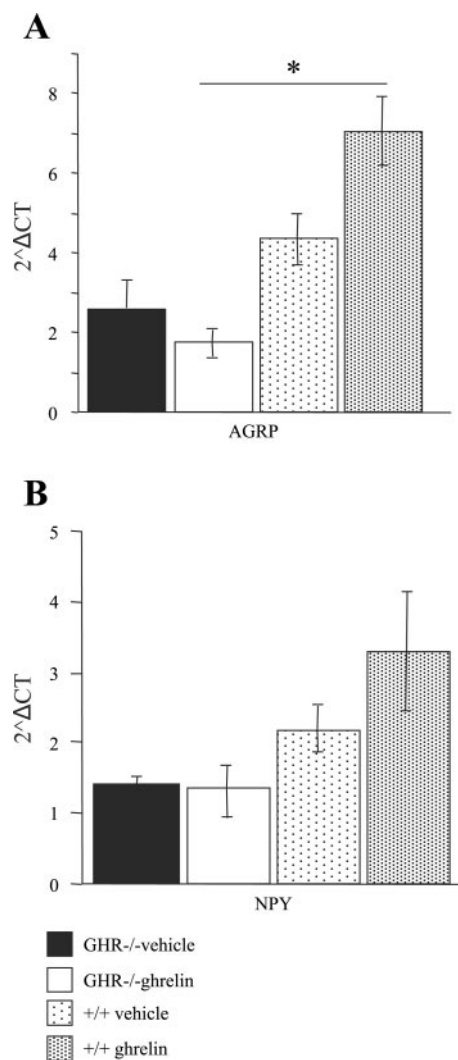 A
*
8
6
4
2
0
2^ΔCT
AGRP
B
5
4
3
2
1
0
2^ΔCT
NPY
GHR-/-vehicle
GHR-/-ghrelin
+/+ vehicle
+/+ ghrelin